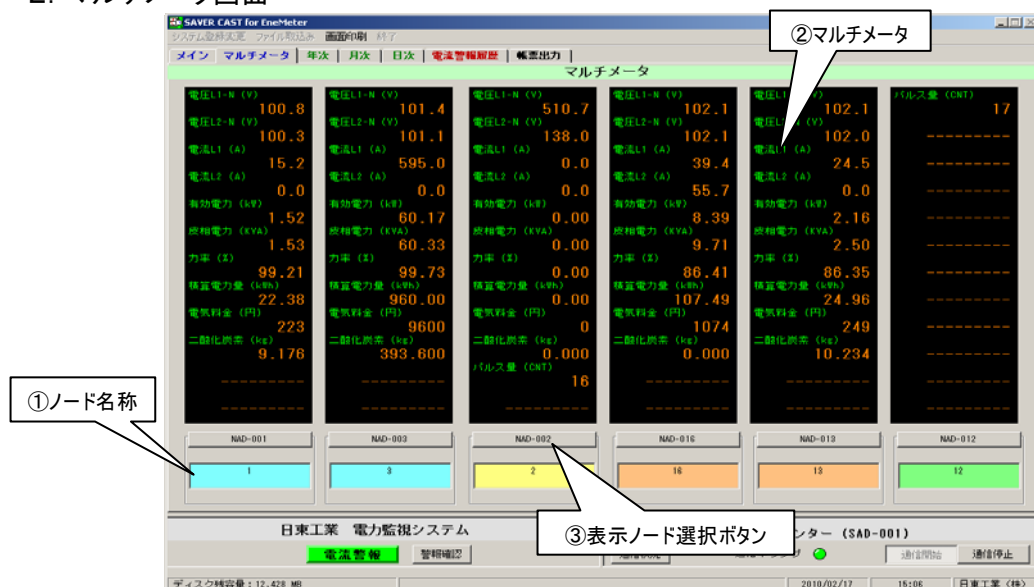 2. マルチメータ画面
SAVER CAST for EneMeter
システム登録変更 ファイル取込み 画面印刷 終了
メイン マルチメータ 年次 月次 日次 電流警報履歴 帳票出力
②マルチメータ
マルチメータ
電圧L1-N (V) 電圧L1-N (V) 電圧L1-N (V) 電圧L1-N (V) 電圧L1-N (V) パルス量 (CNT)
100.8 101.4 510.7 102.1 102.1 17
電圧L2-N (V) 電圧L2-N (V) 電圧L2-N (V) 電圧L2-N (V) 電圧L2-N (V)
100.3 101.1 138.0 102.1 102.0 ---------
電流L1 (A) 電流L1 (A) 電流L1 (A) 電流L1 (A) 電流L1 (A)
15.2 595.0 0.0 39.4 24.5 ---------
電流L2 (A) 電流L2 (A) 電流L2 (A) 電流L2 (A) 電流L2 (A)
0.0 0.0 0.0 55.7 0.0 ---------
有効電力 (kW) 有効電力 (kW) 有効電力 (kW) 有効電力 (kW) 有効電力 (kW)
1.52 60.17 0.00 8.39 2.16 ---------
皮相電力 (KVA) 皮相電力 (KVA) 皮相電力 (KVA) 皮相電力 (KVA) 皮相電力 (KVA)
1.53 60.33 0.00 9.71 2.50 ---------
力率 (%) 力率 (%) 力率 (%) 力率 (%) 力率 (%)
99.21 99.73 0.00 86.41 86.35 ---------
積算電力量 (kWh) 積算電力量 (kWh) 積算電力量 (kWh) 積算電力量 (kWh) 積算電力量 (kWh)
22.38 960.00 0.00 107.49 24.96 ---------
電気料金 (円) 電気料金 (円) 電気料金 (円) 電気料金 (円) 電気料金 (円)
223 9600 0 1074 249 ---------
二酸化炭素 (kg) 二酸化炭素 (kg) 二酸化炭素 (kg) 二酸化炭素 (kg) 二酸化炭素 (kg)
9.176 393.600 0.000 0.000 10.234 ---------
パルス量 (CNT)
--------- --------- 16 --------- --------- ---------
--------- --------- --------- --------- --------- ---------
①ノード名称
NAD-001 NAD-003 NAD-002 NAD-016 NAD-013 NAD-012
1 3 2 16 13 12
③表示ノード選択ボタン
日東工業 電力監視システム ンター (SAD-001)
電流警報 警報確認 通信開始 通信停止
ディスク残容量:12,428 MB 2010/02/17 15:06 日東工業(株)